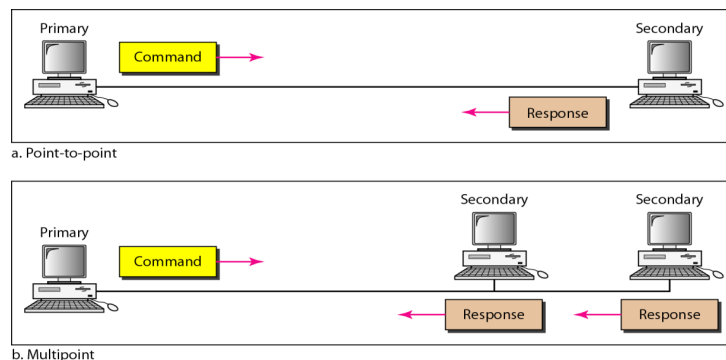 Primary
Secondary
Command
Response
a. Point-to-point
Secondary
Secondary
Primary
Command
Response
Response
b. Multipoint